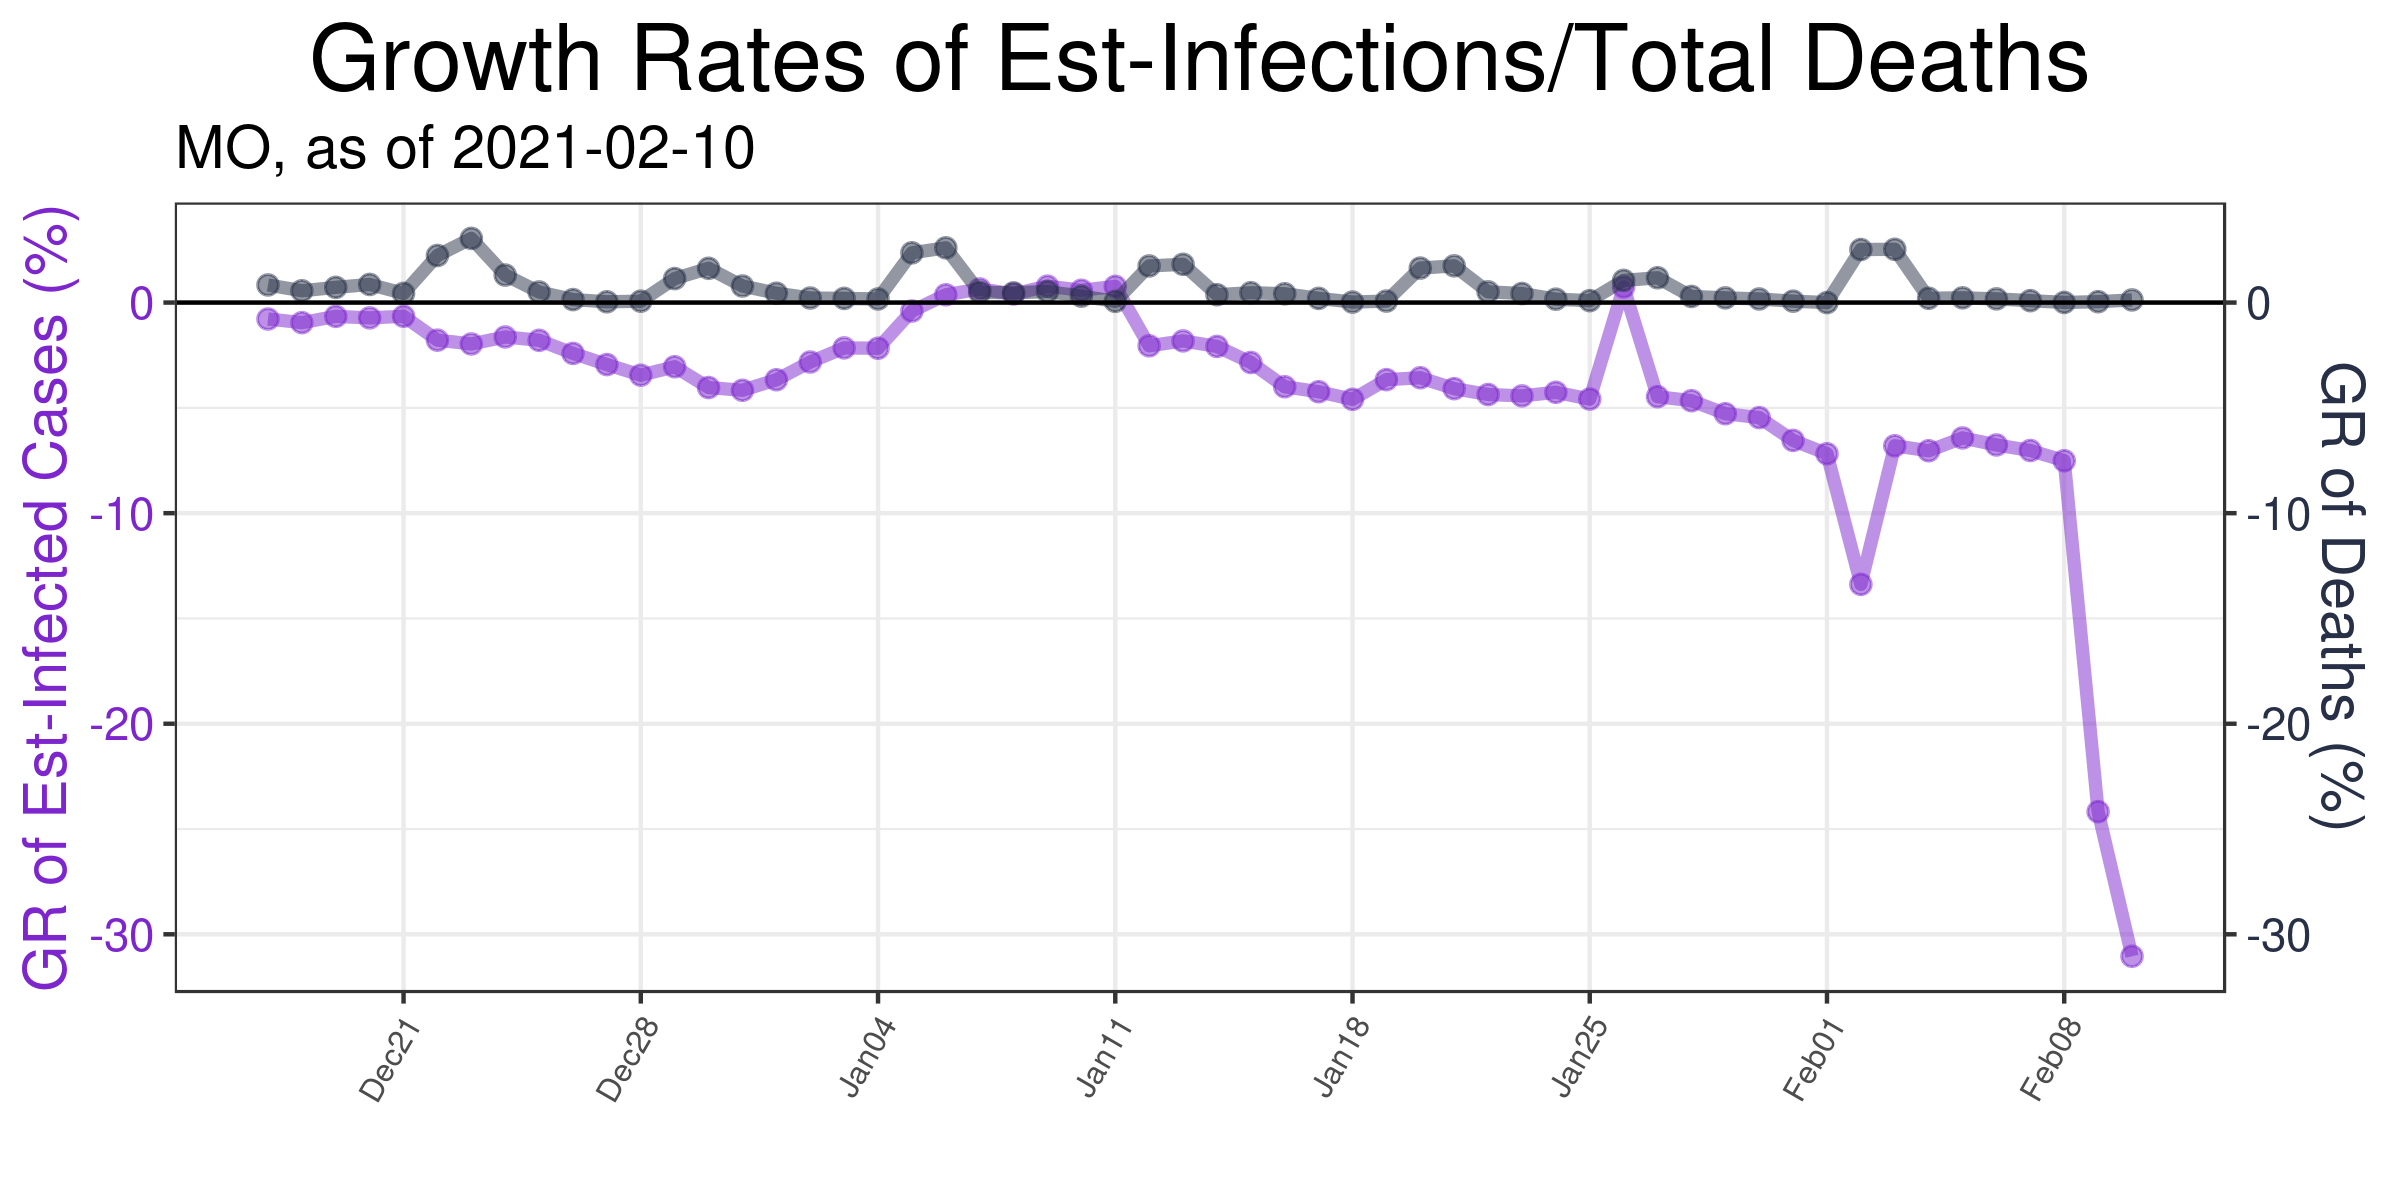 Growth Rates of Est-Infections/Total Deaths
MO, as of 2021-02-10
GR of Est-Infected Cases (%)
0
-10
-20
-30
0
-10
-20
-30
GR of Deaths (%)
Dec21
Dec28
Jan04
Jan11
Jan18
Jan25
Feb01
Feb08